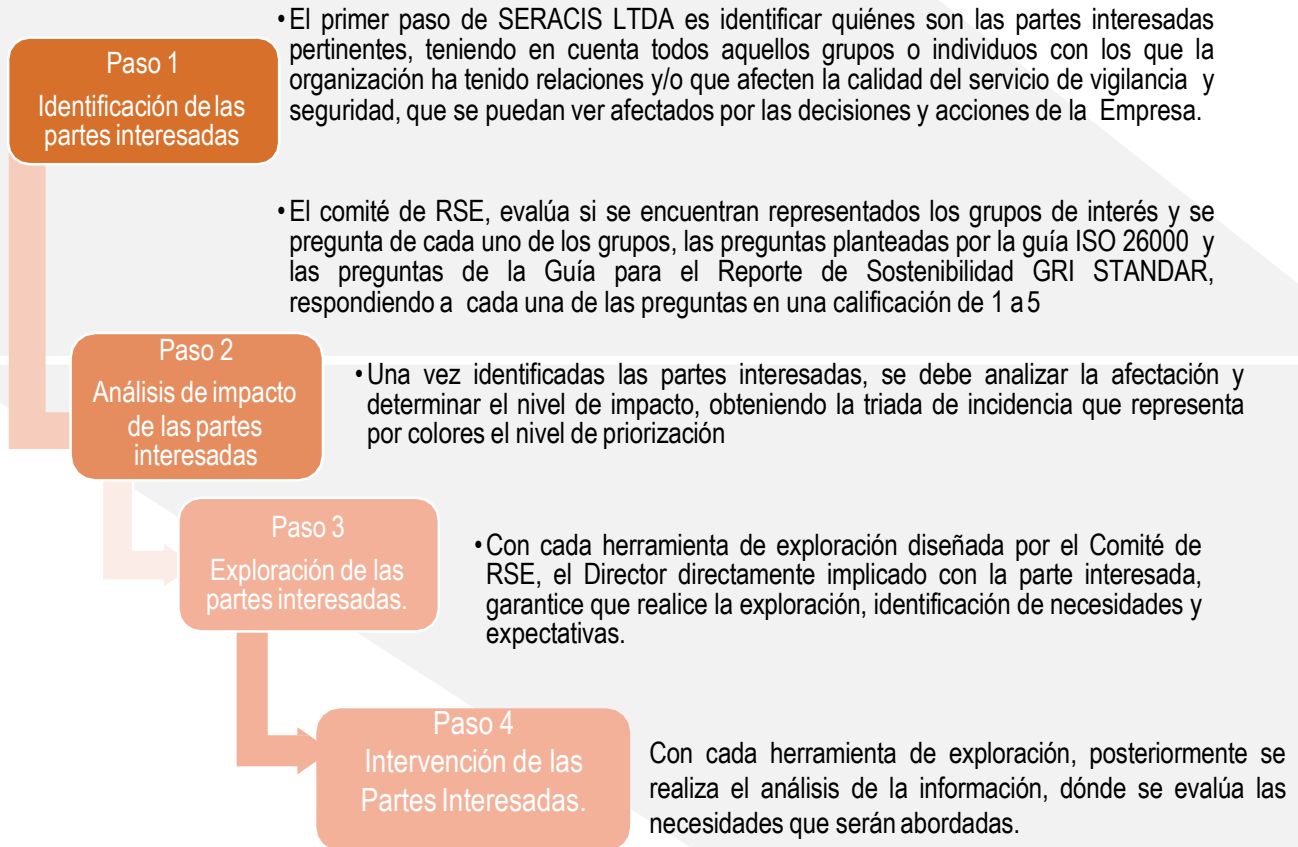 Paso 1
Identificación de las
partes interesadas
• El primer paso de SERACIS LTDA es identificar quiénes son las partes interesadas
pertinentes, teniendo en cuenta todos aquellos grupos o individuos con los que la
organización ha tenido relaciones y/o que afecten la calidad del servicio de vigilancia y
seguridad, que se puedan ver afectados por las decisiones y acciones de la Empresa.
• El comité de RSE, evalúa si se encuentran representados los grupos de interés y se
pregunta de cada uno de los grupos, las preguntas planteadas por la guía ISO 26000 y
las preguntas de la Guía para el Reporte de Sostenibilidad GRI STANDAR,
respondiendo a cada una de las preguntas en una calificación de 1 a 5
Paso 2
Análisis de impacto
de las partes
interesadas
• Una vez identificadas las partes interesadas, se debe analizar la afectación y
determinar el nivel de impacto, obteniendo la triada de incidencia que representa
por colores el nivel de priorización
Paso 3
Exploración de las
partes interesadas.
• Con cada herramienta de exploración diseñada por el Comité de
RSE, el Director directamente implicado con la parte interesada,
garantice que realice la exploración, identificación de necesidades y
expectativas.
Paso 4
Intervención de las
Partes Interesadas.
Con cada herramienta de exploración, posteriormente se
realiza el análisis de la información, dónde se evalúa las
necesidades que serán abordadas.